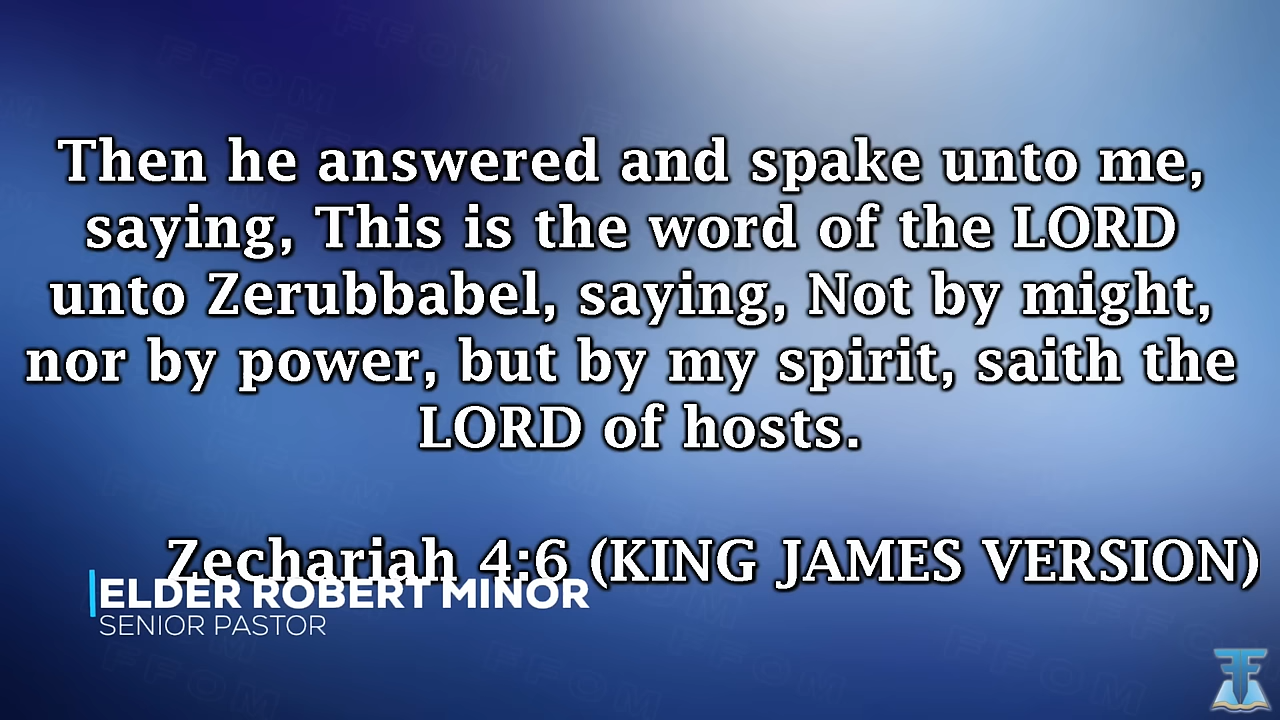 Then he answered and spake unto me,
saying, This is the word of the LORD
unto Zerubbabel, saying, Not by might,
nor by power, but by my spirit, saith the
LORD of hosts.
Zechariah 4:6 (KING JAMES VERSION)
ELDER ROBERT MINOR
SENIOR PASTOR